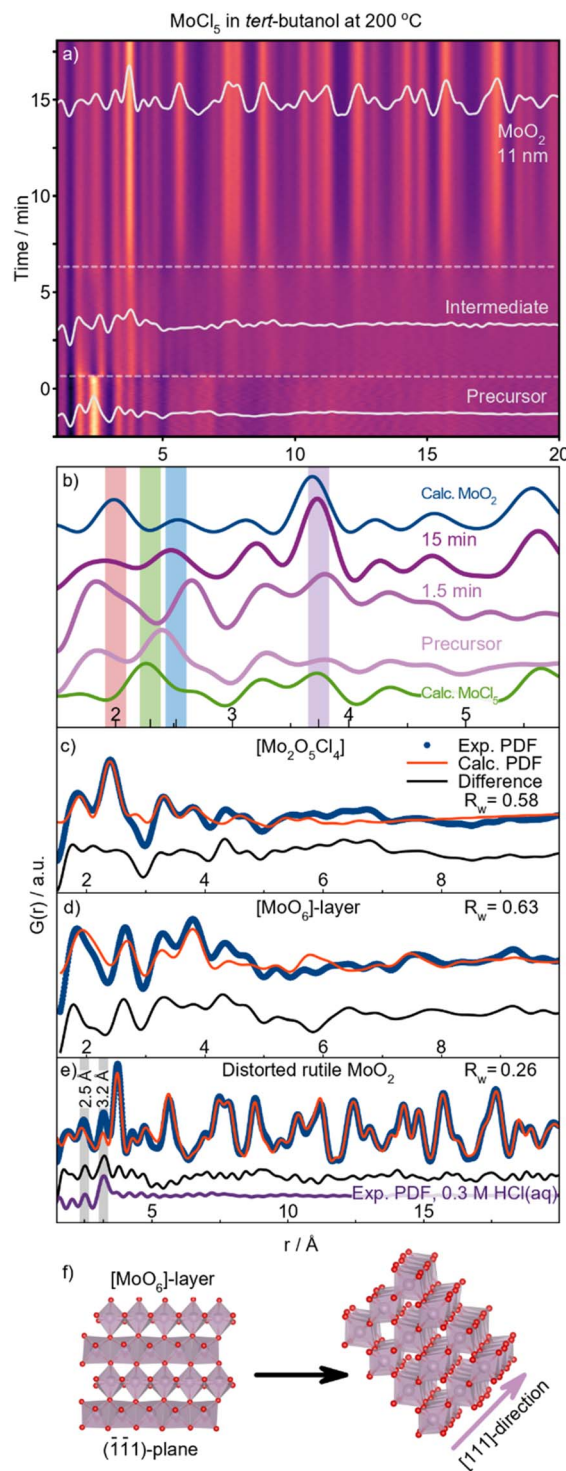 MoCl5 in tert-butanol at 200 °C
a)
15
MoO2
11 nm
10
Time / min
5
Intermediate
0
Precursor
5 10 15 20
b)
Calc. MoO2
15 min
1.5 min
Precursor
Calc. MoCl5
2 3 4 5
c) [Mo2O5Cl4]
Exp. PDF
Calc. PDF
Difference
Rw= 0.58
2 4 6 8
G(r) / a.u.
d) [MoO6]-layer Rw= 0.63
2 4 6 8
e) Distorted rutile MoO2 Rw= 0.26
2.5 Å
3.2 Å
Exp. PDF, 0.3 M HCl(aq)
5 10 15
r / Å
f) [MoO6]-layer
(1̄1̄1)-plane
[111]-direction